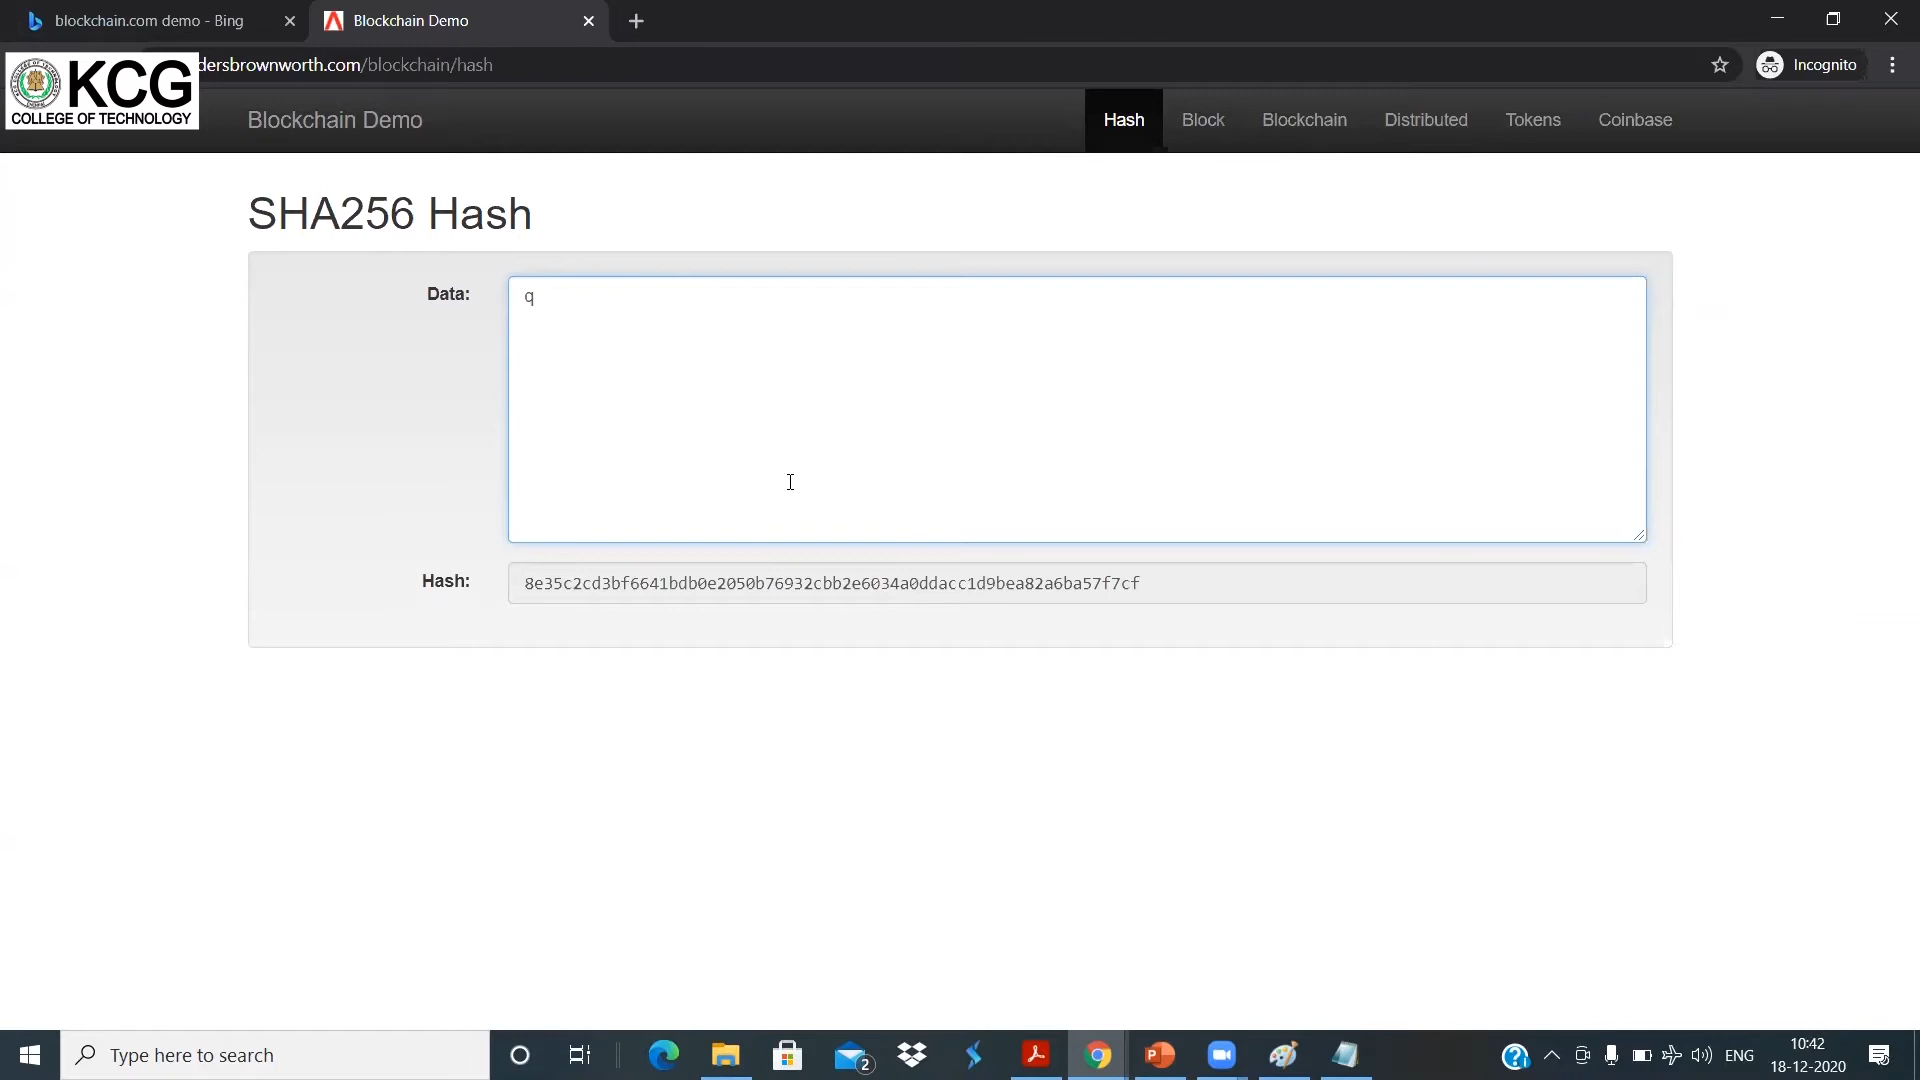 blockchain.com demo - Bing
Blockchain Demo
dersbrownworth.com/blockchain/hash
Incognito
KCG
COLLEGE OF TECHNOLOGY
Blockchain Demo
Hash
Block
Blockchain
Distributed
Tokens
Coinbase
SHA256 Hash
Data:
q
Hash:
8e35c2cd3bf6641bdb0e2050b76932cbb2e6034a0ddacc1d9bea82a6ba57f7cf
Type here to search
2
ENG
10:42
18-12-2020